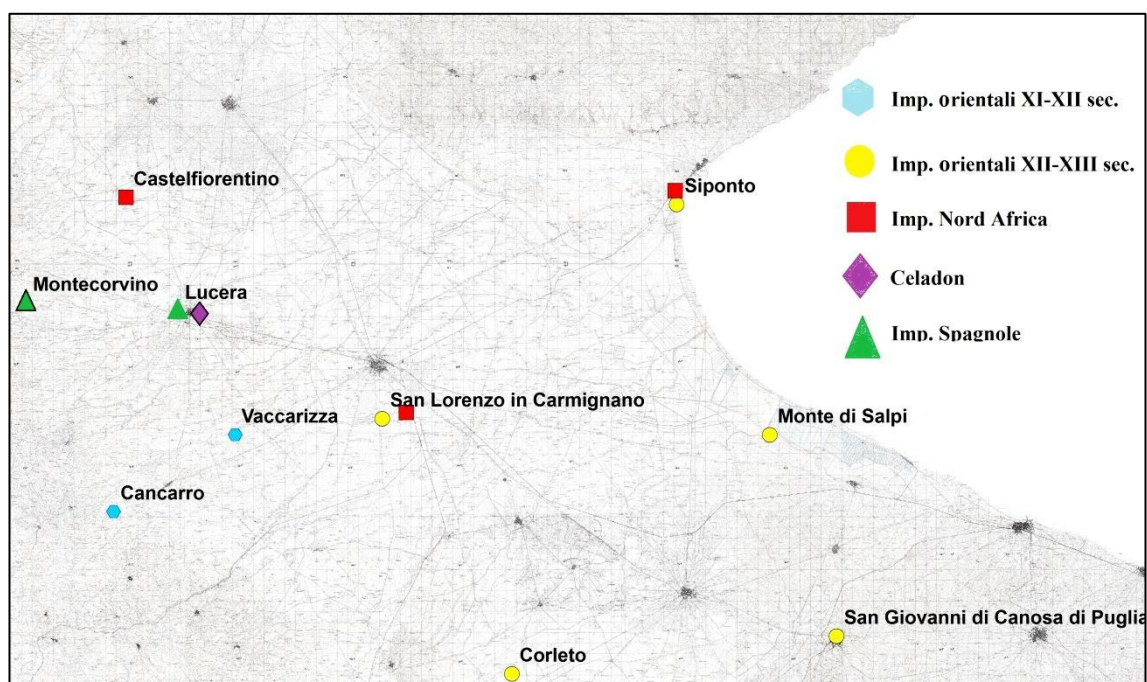 Imp. orientali XI-XII sec.
Imp. orientali XII-XIII sec.
Imp. Nord Africa
Celadon
Imp. Spagnole
Castelfiorentino
Siponto
Montecorvino
Lucera
San Lorenzo in Carmignano
Vaccarizza
Monte di Salpi
Cancarro
San Giovanni di Canosa di Puglia
Corleto